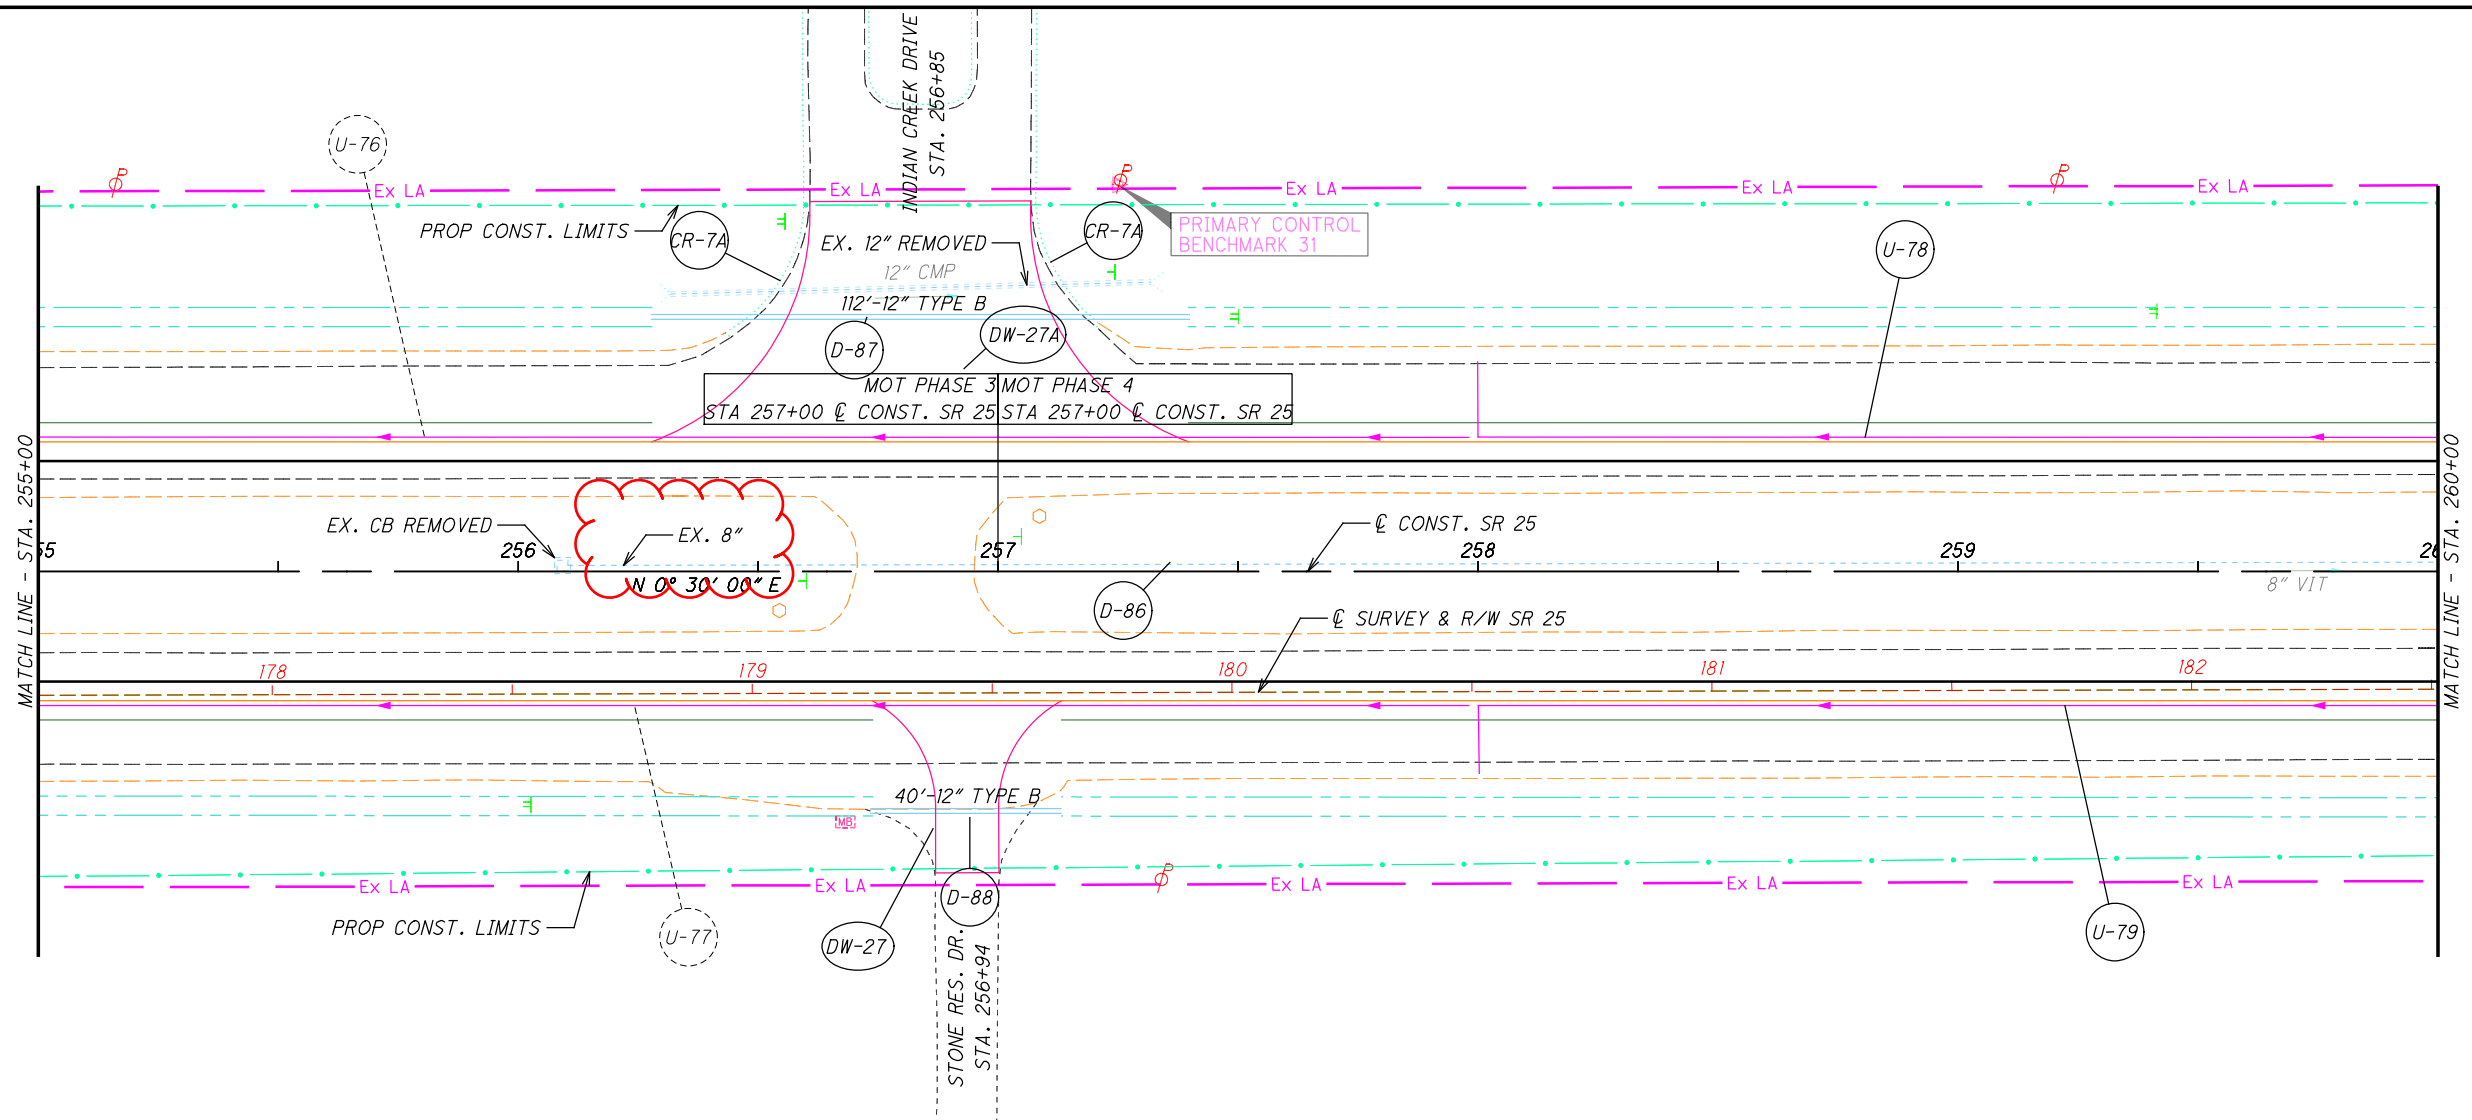 INDIAN CREEK DRIVE
STA. 256+85
U-76
Ex LA
Ex LA
Ex LA
Ex LA
Ex LA
P
P
P
PROP CONST. LIMITS
CR-7A
EX. 12" REMOVED
CR-7A
PRIMARY CONTROL
BENCHMARK 31
U-78
12" CMP
112'-12" TYPE B
D-87
DW-27A
MOT PHASE 3
MOT PHASE 4
STA 257+00 ℄ CONST. SR 25
STA 257+00 ℄ CONST. SR 25
MATCH LINE - STA. 255+00
MATCH LINE - STA. 260+00
EX. CB REMOVED
EX. 8"
℄ CONST. SR 25
55
256
257
258
259
26
N 0° 30' 00" E
8" VIT
D-86
℄ SURVEY & R/W SR 25
178
179
180
181
182
40'-12" TYPE B
MB
P
Ex LA
Ex LA
Ex LA
Ex LA
Ex LA
PROP CONST. LIMITS
U-77
DW-27
D-88
U-79
STONE RES. DR.
STA. 256+94